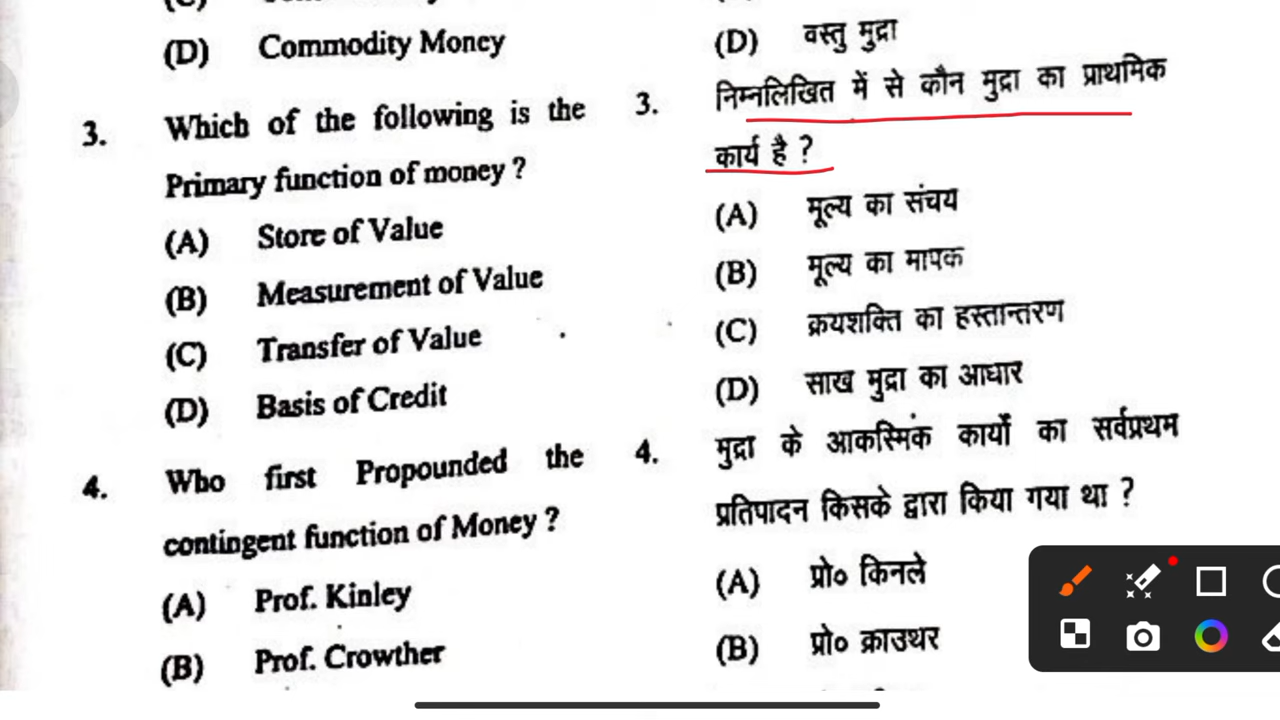 (D) Commodity Money
3. Which of the following is the
Primary function of money ?
(A) Store of Value
(B) Measurement of Value
(C) Transfer of Value
(D) Basis of Credit
4. Who first Propounded the
contingent function of Money ?
(A) Prof. Kinley
(B) Prof. Crowther
(D) वस्तु मुद्रा
3. निम्नलिखित में से कौन मुद्रा का प्राथमिक
कार्य है ?
(A) मूल्य का संचय
(B) मूल्य का मापक
(C) क्रयशक्ति का हस्तान्तरण
(D) साख मुद्रा का आधार
4. मुद्रा के आकस्मिक कार्यों का सर्वप्रथम
प्रतिपादन किसके द्वारा किया गया था ?
(A) प्रो० किनले
(B) प्रो० क्राउथर